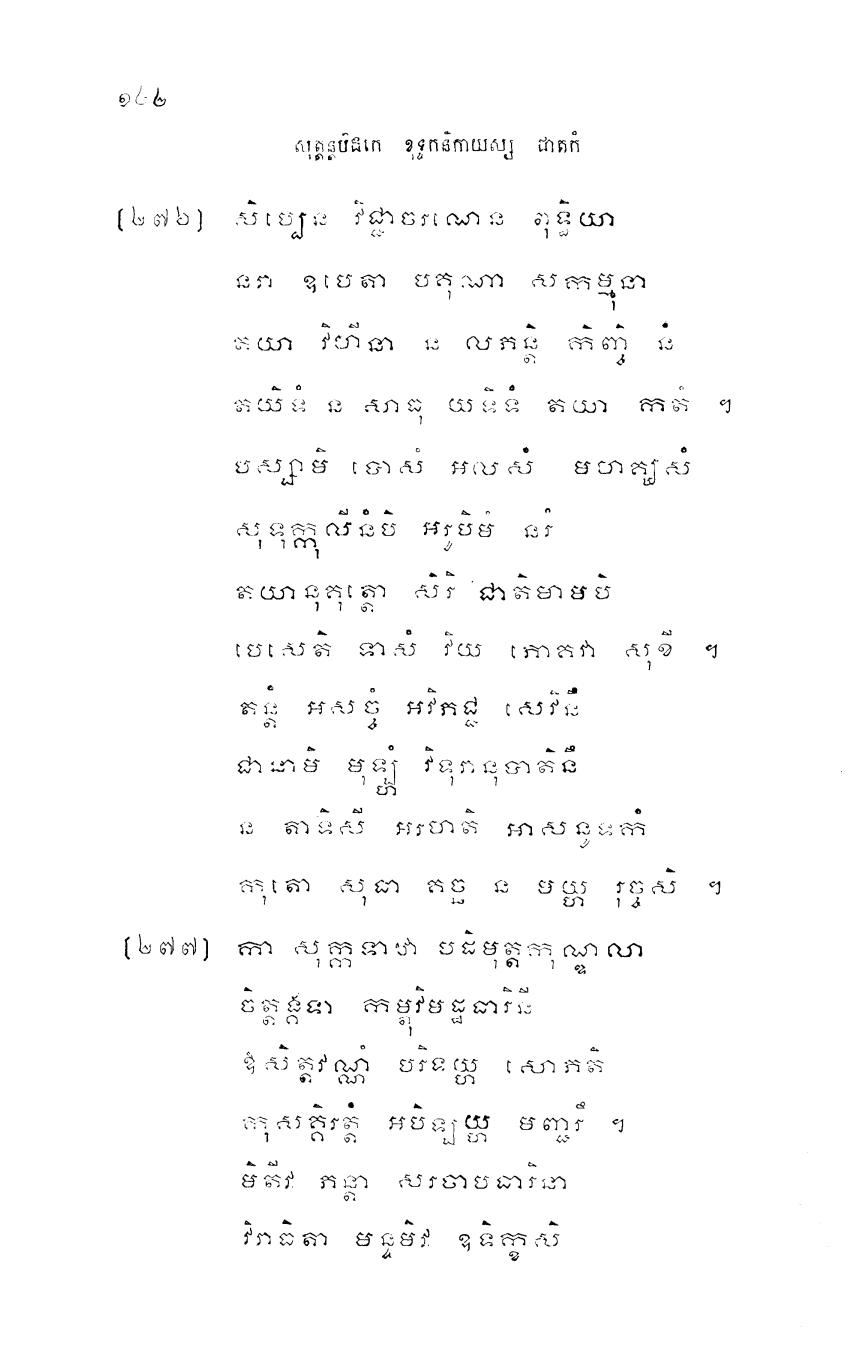 ១៤២
សុត្តន្តបិដកេ ខុទ្ទកនិកាយស្ស ជាតកំ
(២៧៦) សិប្បេន វិជ្ជាចរណេន ពុទ្ធិយា
នរា ឧបេតា បគុណា សកម្មុនា
តយា វិហីនា ន លភន្តិ កិញ្ចិ នំ
តយិទំ ន សាធុ យទិទំ តយា កតំ ។
បស្សាមិ បោសំ អលសំ មហគ្ឃសំ
សុទុក្កុលីនំបិ អរូបិមំ នរំ
តយានុគុត្តោ សិរិ ជាតិមាមបិ
បេសេតិ ទាសំ វិយ ភោគវា សុខី ។
តន្តំ អសច្ចំ អវិភជ្ជ សេវិនឹ
ជានាមិ មុឡ្ហំ វិទុរានុបាតិនឹ
ន តាទិសី អរហតិ អាសនូទកំ
កុតោ សុធា គច្ឆ ន មយ្ហ រុច្ចសិ ។
(២៧៧) កា សុក្កទាឋា បដិមុត្តកុណ្ឌលា
ចិត្តង្គទា កម្ពុវិមដ្ឋធារិនី
ឱសិត្តវណ្ណំ បរិទយ្ហ សោភតិ
កុសគ្គិរត្តំ អបិឡយ្ហ មញ្ជរឹ ។
មិគីវ ភន្តា សរចាបធារិនា
វិរាធិតា មន្ទមិវ ឧទិក្ខសិ